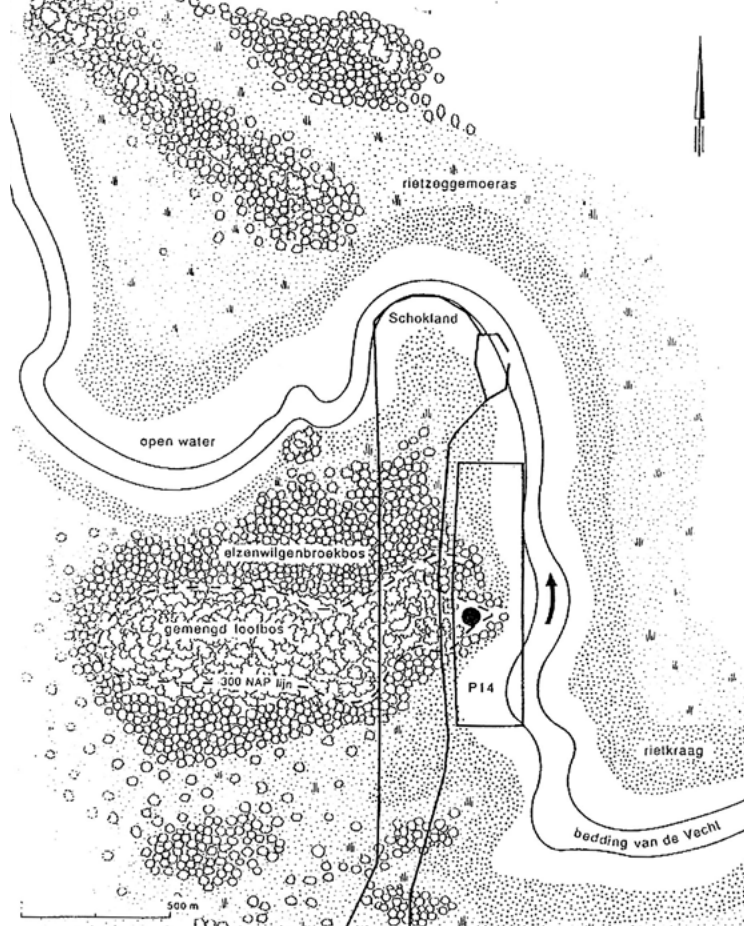 rietzeggemoeras
Schokland
open water
elzenwilgenbroekbos
gemengd loofbos
300 NAP lijn
P14
rietkraag
bedding van de Vecht
500 m